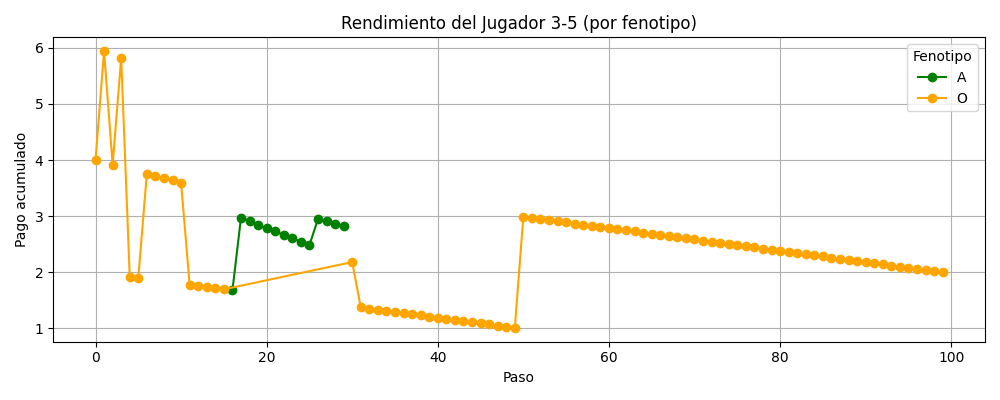 Rendimiento del Jugador 3-5 (por fenotipo)
Pago acumulado
6
5
4
3
2
1
Fenotipo
A
O
0 20 40 60 80 100
Paso